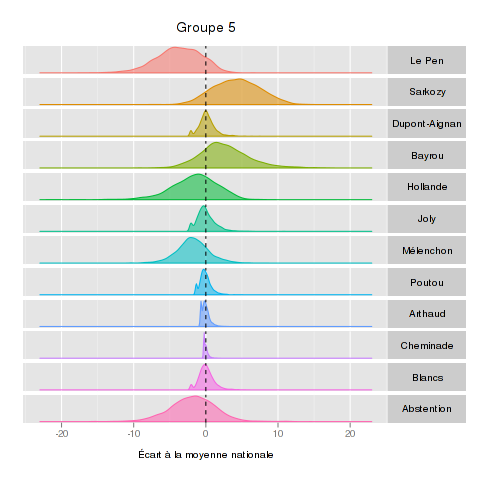 Groupe 5
Le Pen
Sarkozy
Dupont-Aignan
Bayrou
Hollande
Joly
Mélenchon
Poutou
Arthaud
Cheminade
Blancs
Abstention
-20 -10 0 10 20
Écart à la moyenne nationale